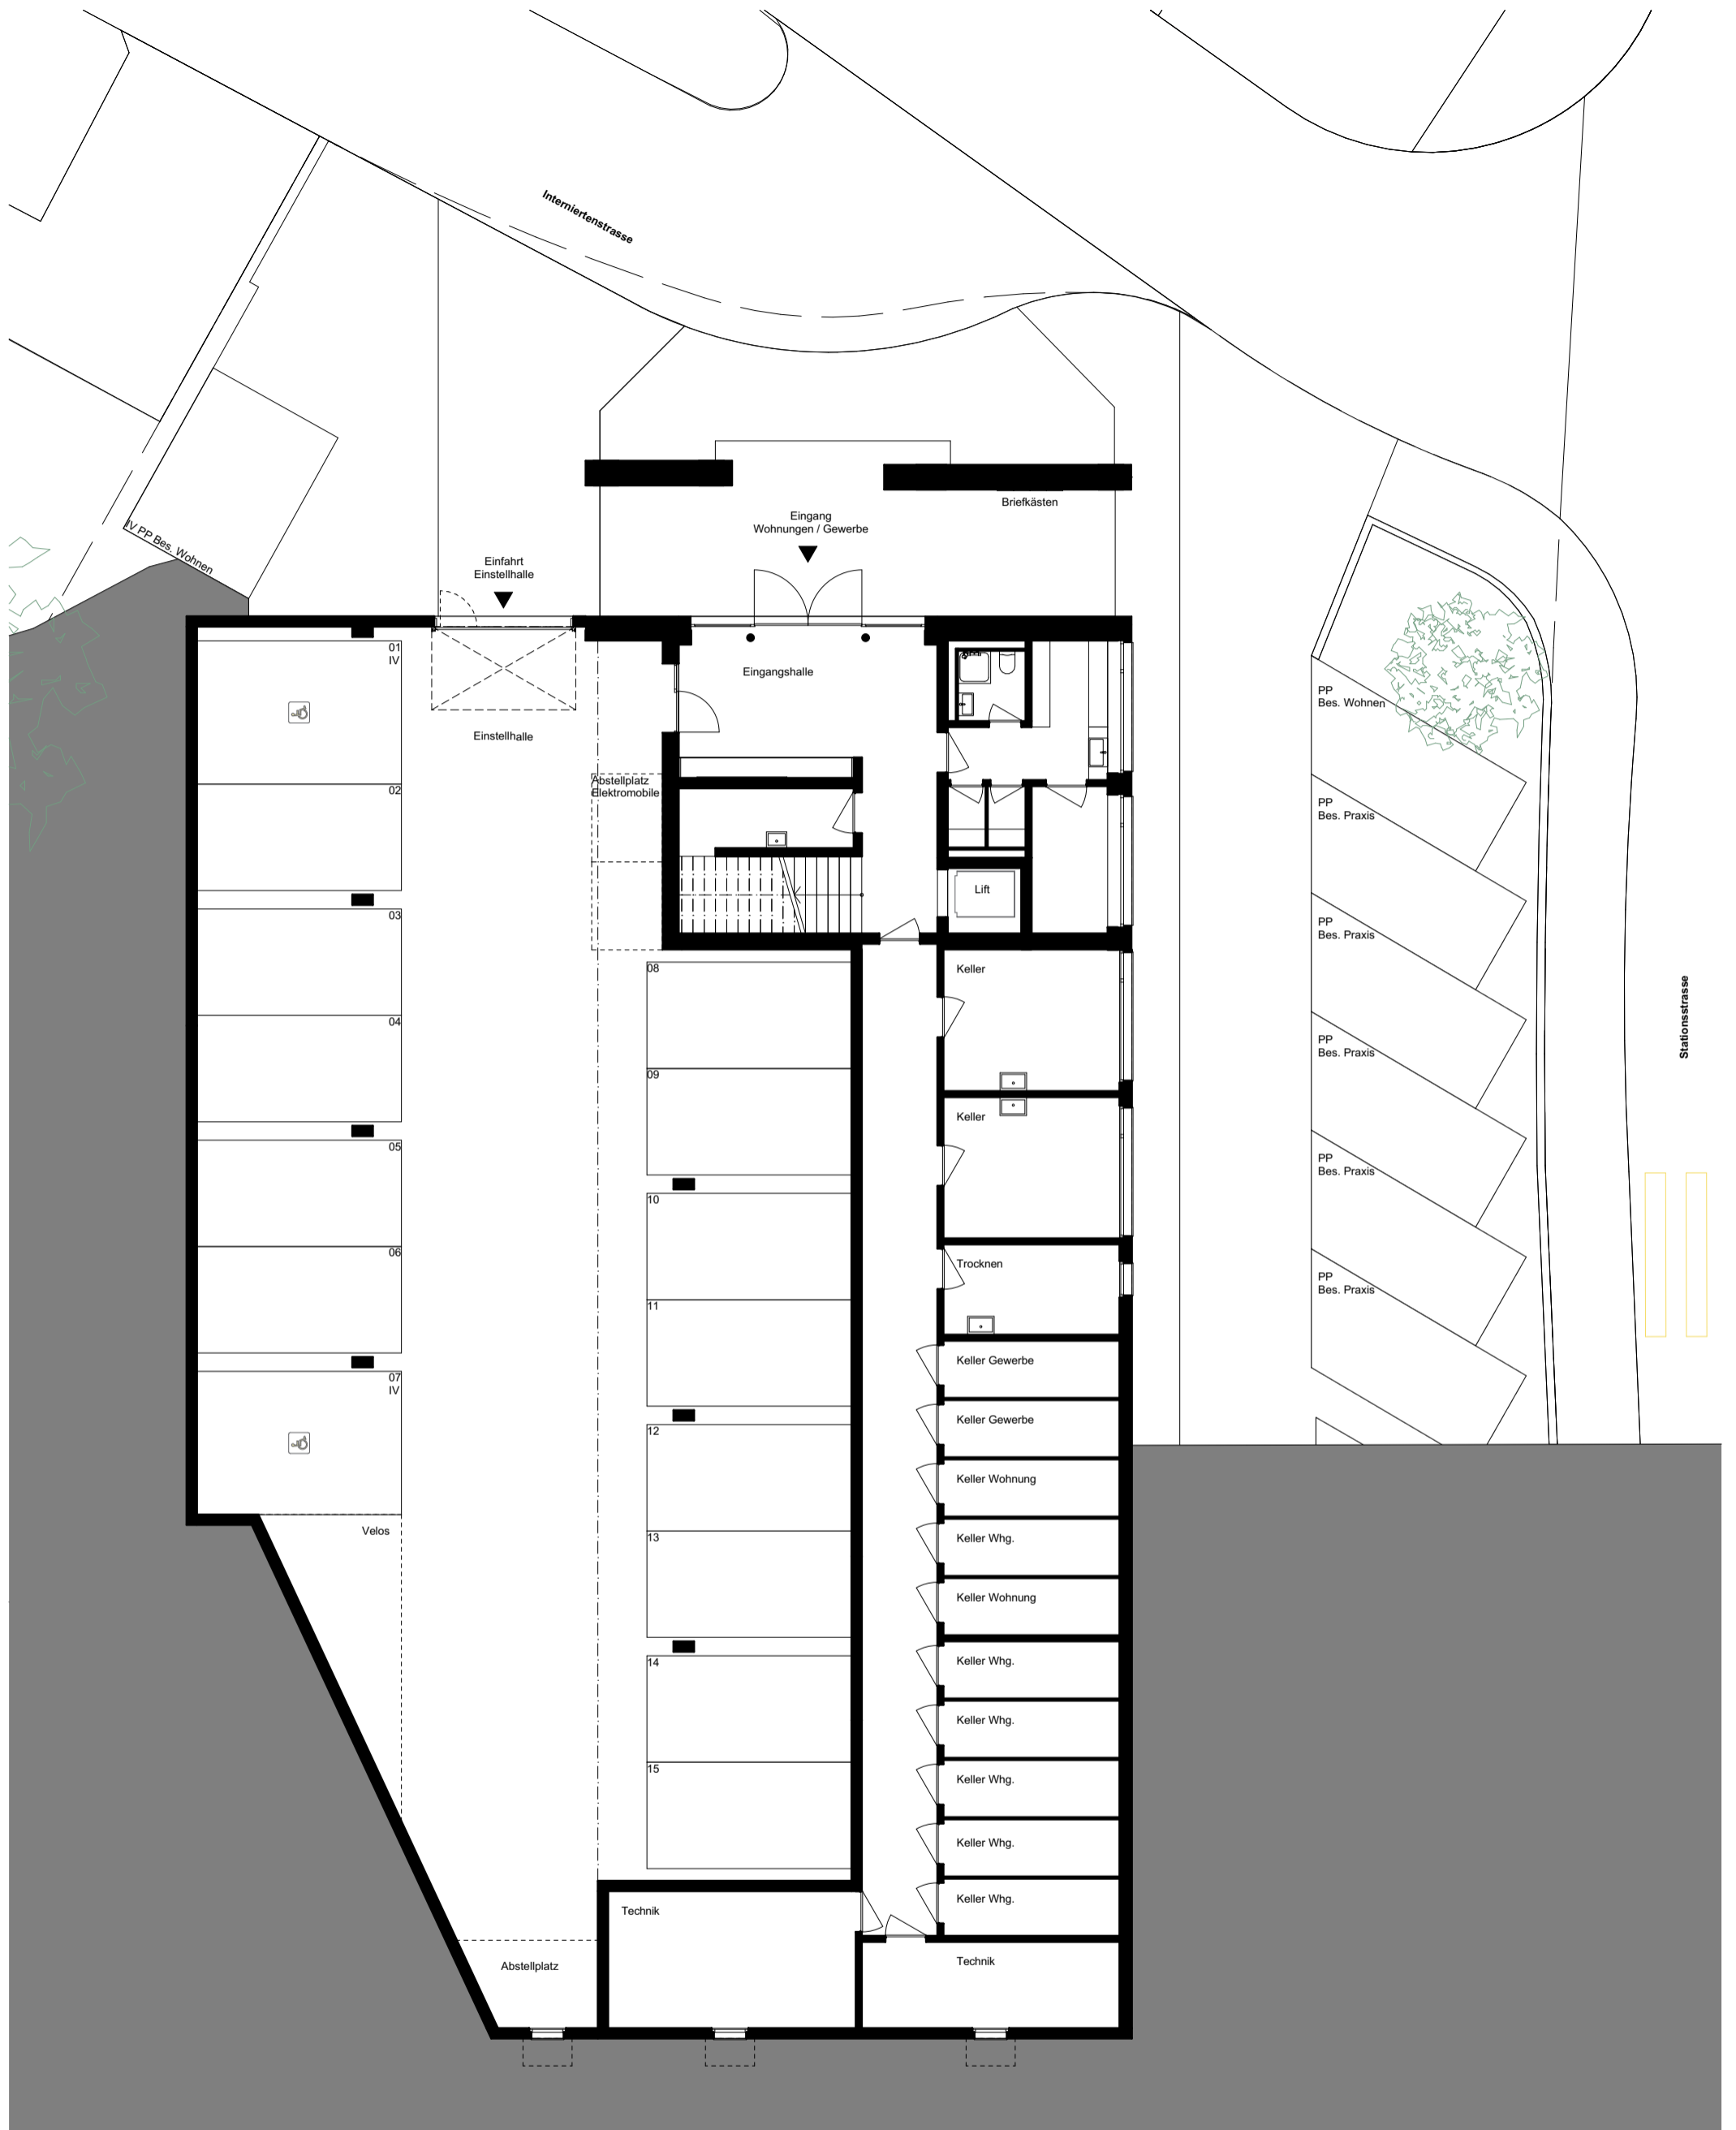 Interniertenstrasse
Briefkästen
Eingang
Wohnungen / Gewerbe
IV PP Bes. Wohnen
Einfahrt
Einstellhalle
01
IV
Eingangshalle
Einstellhalle
PP
Bes. Wohnen
Abstellplatz
Elektromobile
02
PP
Bes. Praxis
Lift
03
PP
Bes. Praxis
08
Keller
Stationsstrasse
04
PP
Bes. Praxis
09
Keller
05
PP
Bes. Praxis
10
06
Trocknen
PP
Bes. Praxis
11
Keller Gewerbe
07
IV
Keller Gewerbe
12
Keller Wohnung
Velos
13
Keller Whg.
Keller Wohnung
14
Keller Whg.
Keller Whg.
15
Keller Whg.
Keller Whg.
Keller Whg.
Technik
Abstellplatz
Technik